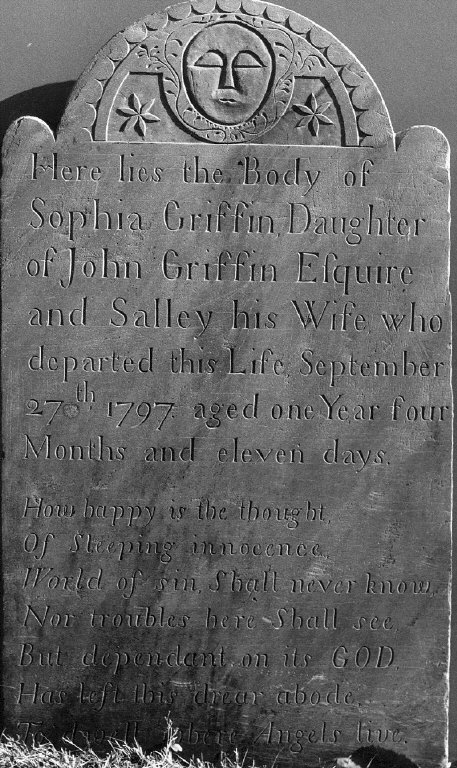 Here lies the Body of
Sophia Griffin, Daughter
of John Griffin Eſquire
and Salley his Wife, who
departed this Life, September
27th 1797. aged one Year four
Months and eleven days.
How happy is the thought,
Of Sleeping innocence,
World of sin, Shall never know,
Nor troubles here Shall see,
But dependant on its GOD,
Has left this drear abode,
To dwell where Angels live.